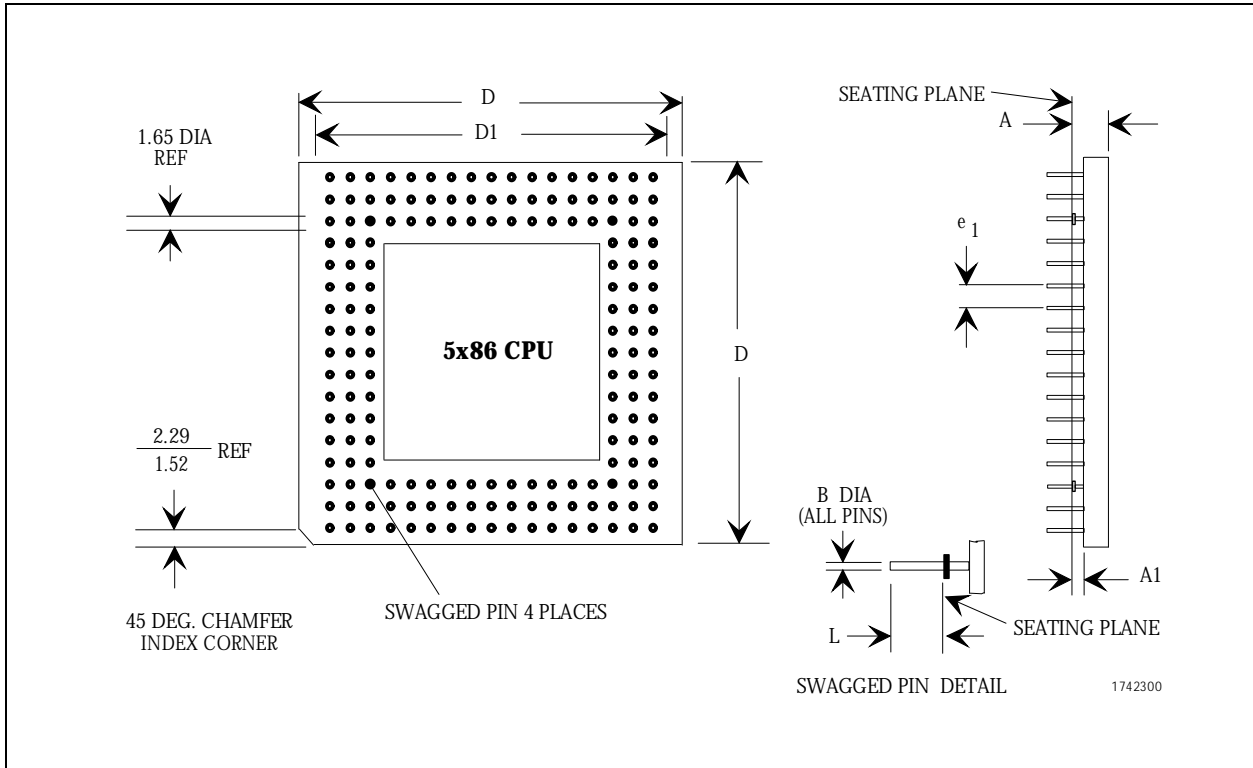 D
SEATING PLANE
A
D1
1.65 DIA
REF
e 1
5x86 CPU
D
2.29
1.52
REF
B DIA
(ALL PINS)
A1
SWAGGED PIN 4 PLACES
45 DEG. CHAMFER
INDEX CORNER
L
SEATING PLANE
SWAGGED PIN DETAIL
1742300